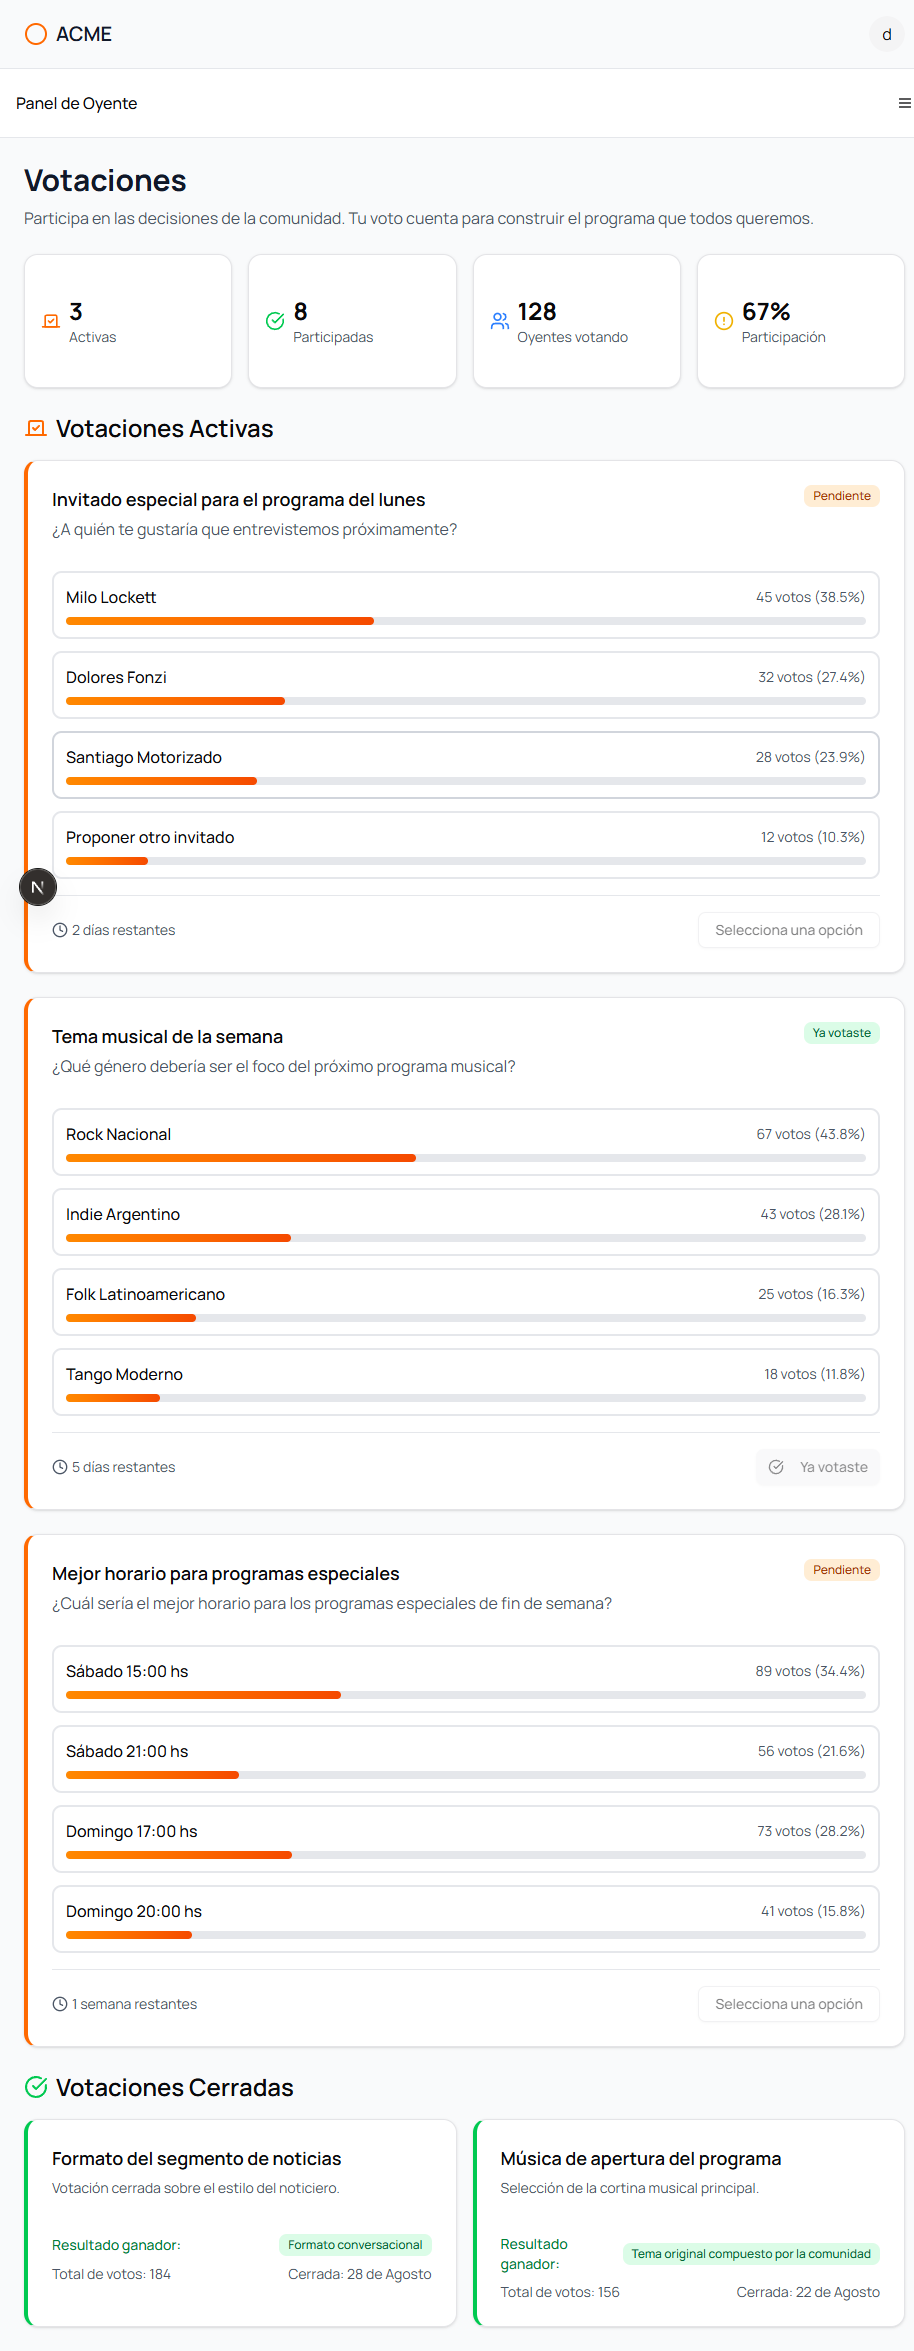 ACME
d
Panel de Oyente
Votaciones
Participa en las decisiones de la comunidad. Tu voto cuenta para construir el programa que todos queremos.
3
Activas
8
Participadas
128
Oyentes votando
67%
Participación
Votaciones Activas
Invitado especial para el programa del lunes
Pendiente
¿A quién te gustaría que entrevistemos próximamente?
Milo Lockett
45 votos (38.5%)
Dolores Fonzi
32 votos (27.4%)
Santiago Motorizado
28 votos (23.9%)
Proponer otro invitado
12 votos (10.3%)
N
2 días restantes
Selecciona una opción
Tema musical de la semana
Ya votaste
¿Qué género debería ser el foco del próximo programa musical?
Rock Nacional
67 votos (43.8%)
Indie Argentino
43 votos (28.1%)
Folk Latinoamericano
25 votos (16.3%)
Tango Moderno
18 votos (11.8%)
5 días restantes
Ya votaste
Mejor horario para programas especiales
Pendiente
¿Cuál sería el mejor horario para los programas especiales de fin de semana?
Sábado 15:00 hs
89 votos (34.4%)
Sábado 21:00 hs
56 votos (21.6%)
Domingo 17:00 hs
73 votos (28.2%)
Domingo 20:00 hs
41 votos (15.8%)
1 semana restantes
Selecciona una opción
Votaciones Cerradas
Formato del segmento de noticias
Votación cerrada sobre el estilo del noticiero.
Resultado ganador:
Formato conversacional
Total de votos: 184
Cerrada: 28 de Agosto
Música de apertura del programa
Selección de la cortina musical principal.
Resultado
ganador:
Tema original compuesto por la comunidad
Total de votos: 156
Cerrada: 22 de Agosto